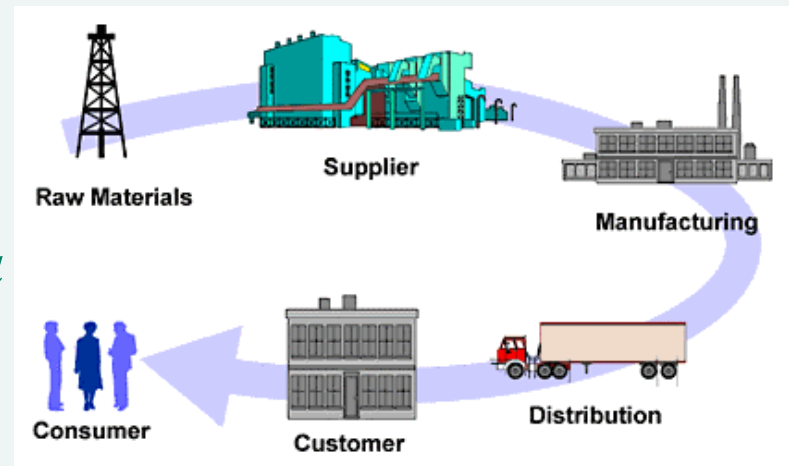 Raw Materials
Supplier
Manufacturing
Distribution
Customer
Consumer